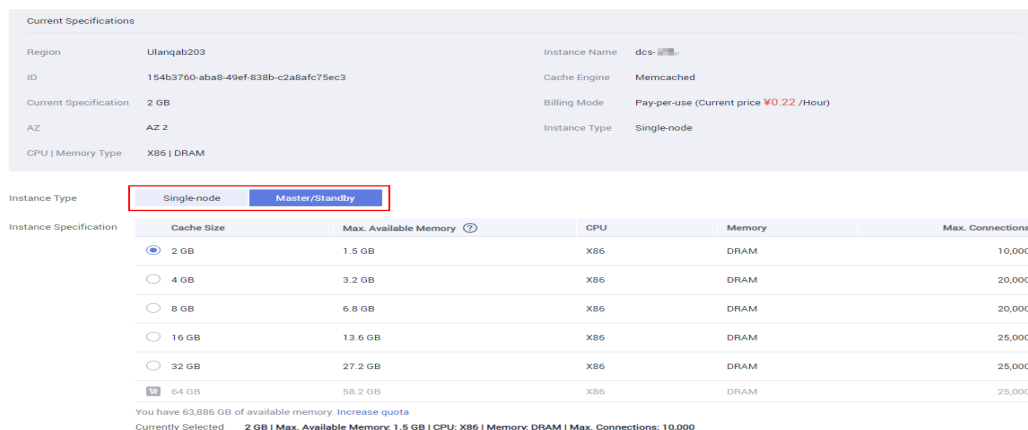 Current Specifications
Region Ulanqab203 Instance Name dcs-
ID 154b3760-aba8-49ef-838b-c2a8afc75ec3 Cache Engine Memcached
Current Specification 2 GB Billing Mode Pay-per-use (Current price ¥0.22 /Hour)
AZ AZ 2 Instance Type Single-node
CPU | Memory Type X86 | DRAM
Instance Type Single-node Master/Standby
Instance Specification Cache Size Max. Available Memory ? CPU Memory Max. Connections
2 GB 1.5 GB X86 DRAM 10,000
4 GB 3.2 GB X86 DRAM 20,000
8 GB 6.8 GB X86 DRAM 20,000
16 GB 13.6 GB X86 DRAM 25,000
32 GB 27.2 GB X86 DRAM 25,000
64 GB 58.2 GB X86 DRAM 25,000
You have 63,886 GB of available memory. Increase quota
Currently Selected 2 GB | Max. Available Memory: 1.5 GB | CPU: X86 | Memory: DRAM | Max. Connections: 10,000